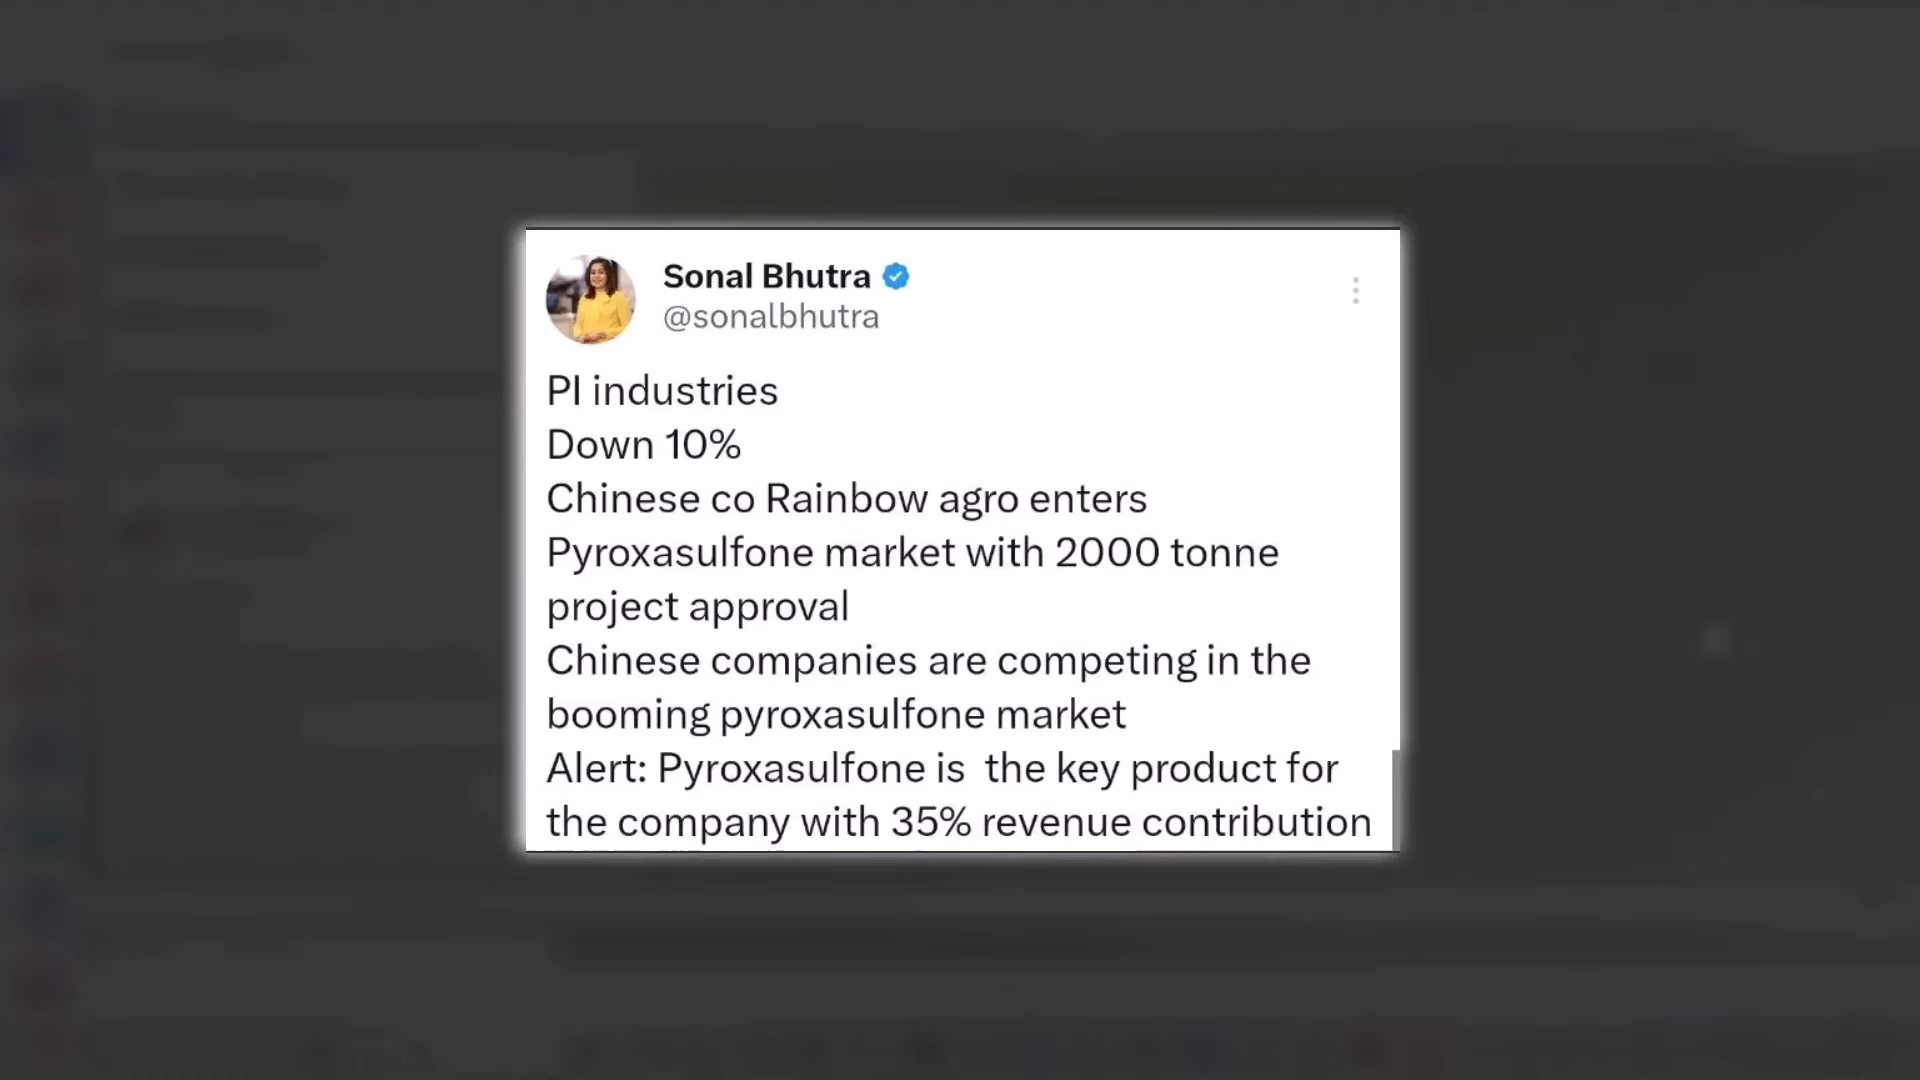 Sonal Bhutra
@sonalbhutra
PI industries
Down 10%
Chinese co Rainbow agro enters
Pyroxasulfone market with 2000 tonne
project approval
Chinese companies are competing in the
booming pyroxasulfone market
Alert: Pyroxasulfone is  the key product for
the company with 35% revenue contribution